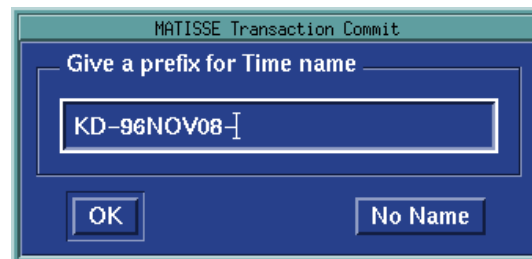 MATISSE Transaction Commit
Give a prefix for Time name
KD-96NOV08-
OK
No Name